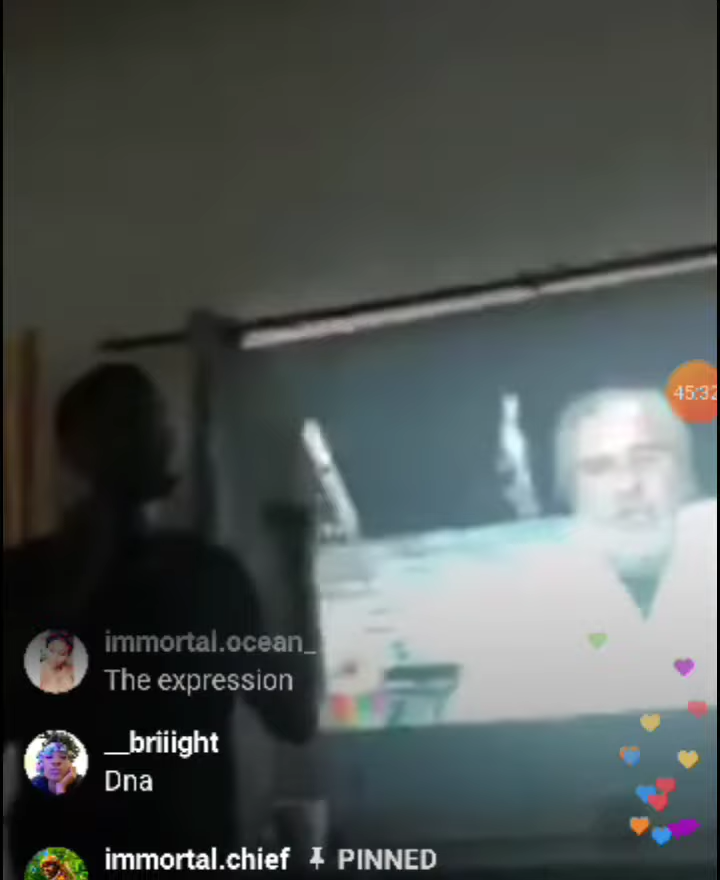 45:32
immortal.ocean_
The expression
__briiight
Dna
immortal.chief PINNED